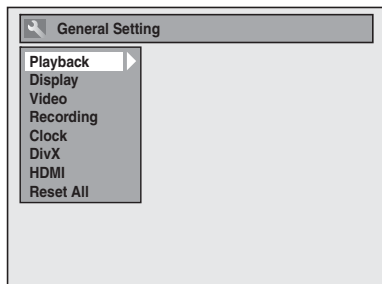 General Setting
Playback
Display
Video
Recording
Clock
DivX
HDMI
Reset All